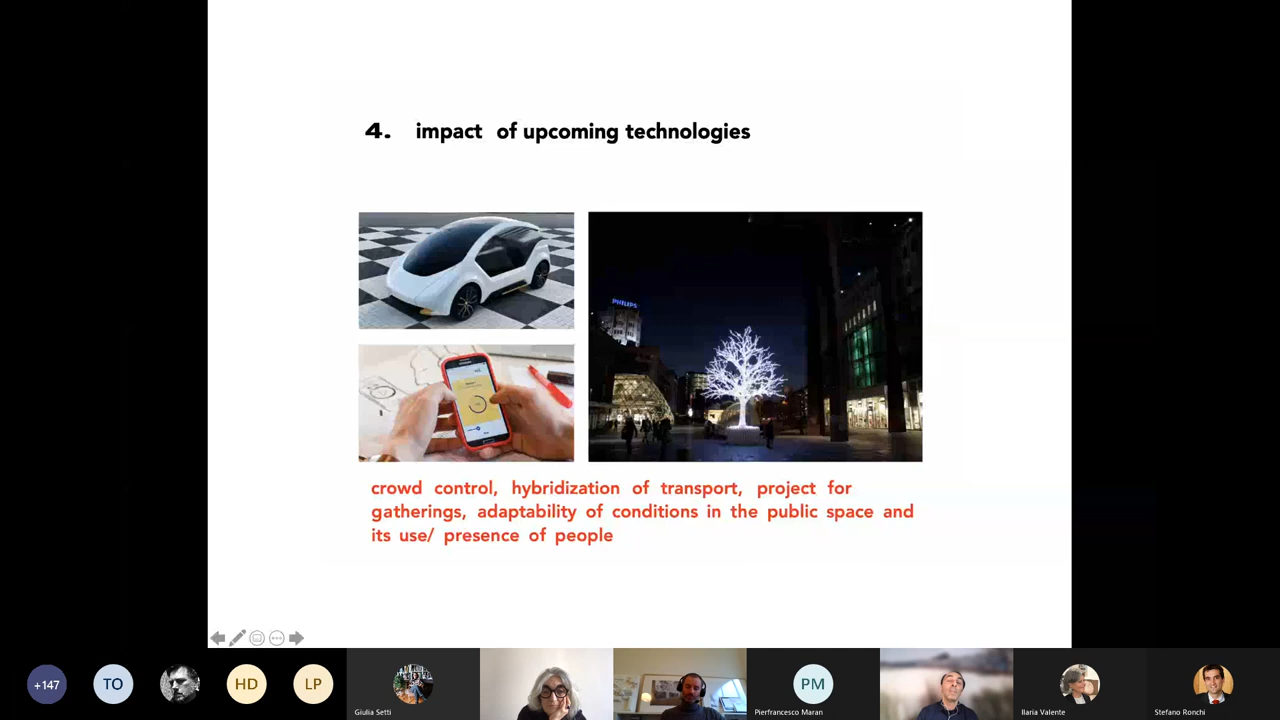 4. impact of upcoming technologies
PHILIPS
crowd control, hybridization of transport, project for
gatherings, adaptability of conditions in the public space and
its use/ presence of people
+147
TO
HD
LP
PM
Giulia Setti
Pierfrancesco Maran
Ilaria Valente
Stefano Ronchi